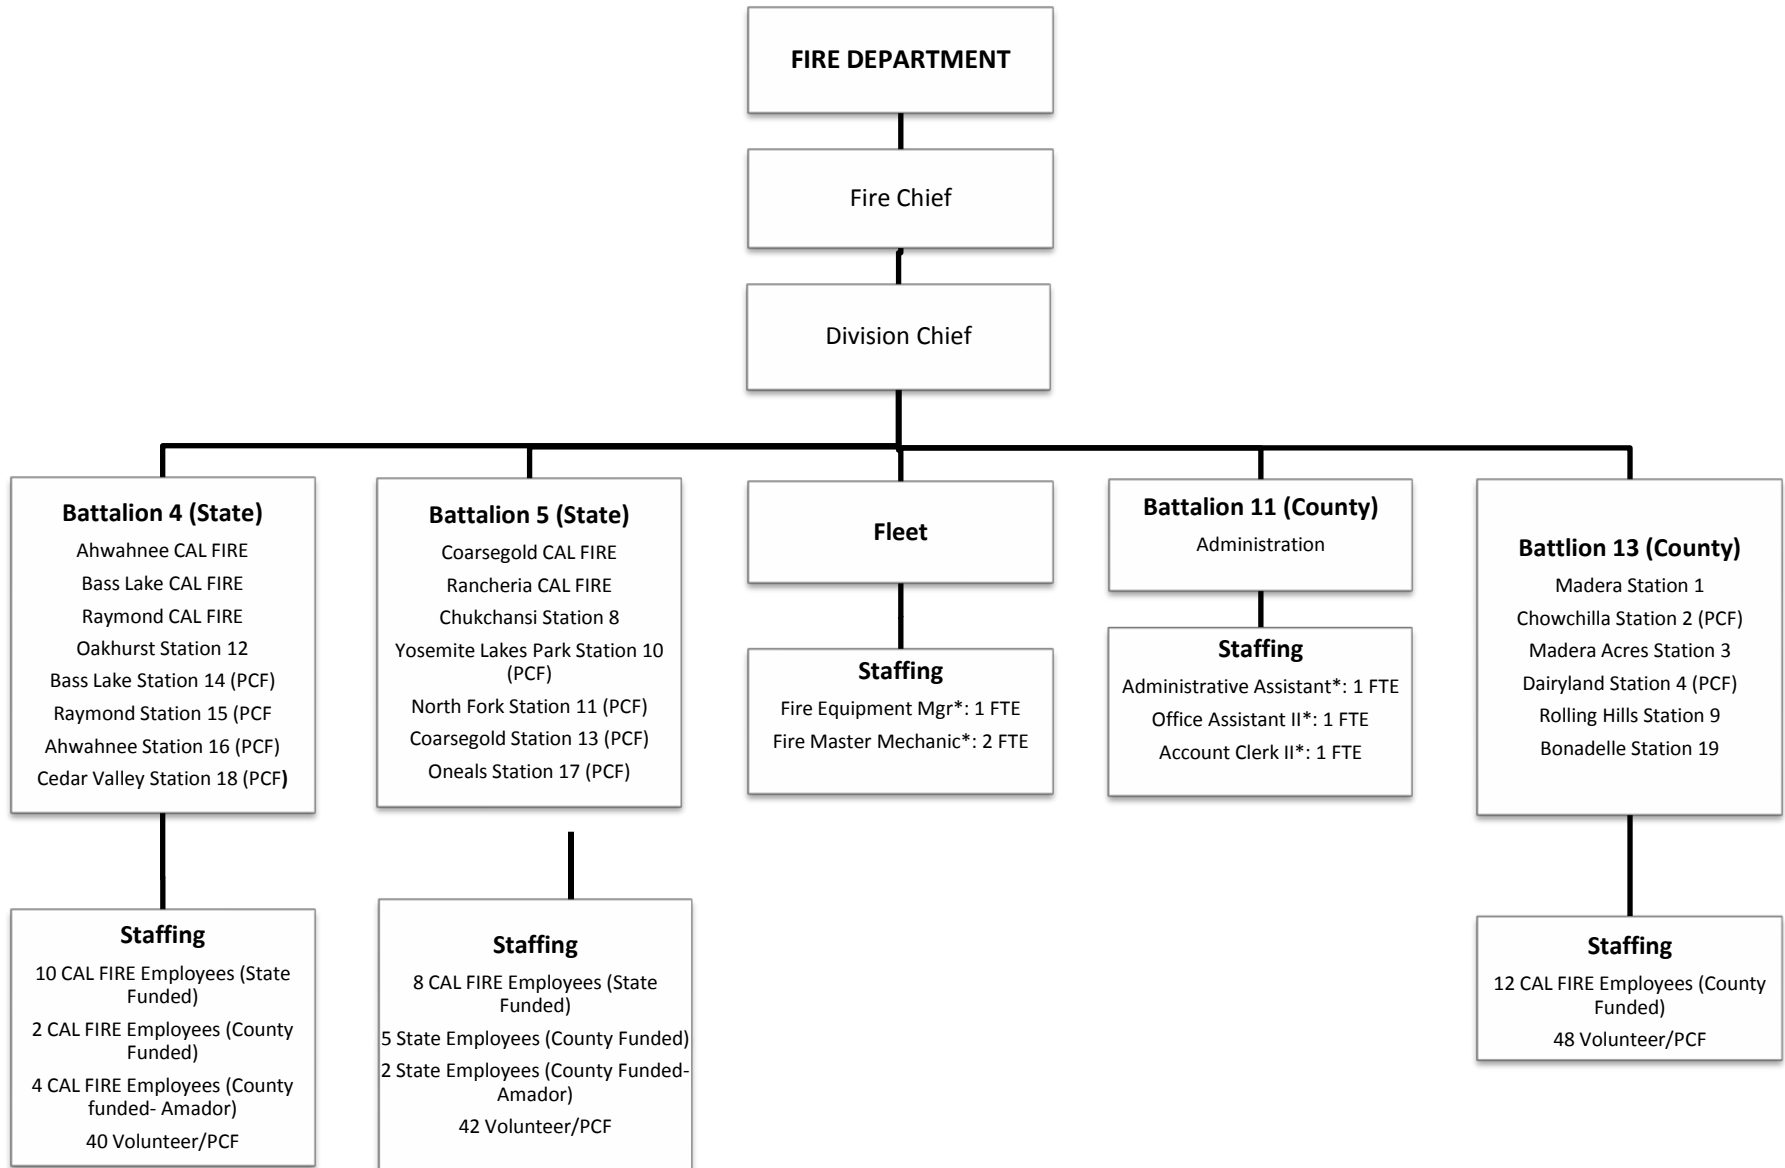 FIRE DEPARTMENT
Fire Chief
Division Chief
Battalion 4 (State)
Ahwahnee CAL FIRE
Bass Lake CAL FIRE
Raymond CAL FIRE
Oakhurst Station 12
Bass Lake Station 14 (PCF)
Raymond Station 15 (PCF
Ahwahnee Station 16 (PCF)
Cedar Valley Station 18 (PCF)
Battalion 5 (State)
Coarsegold CAL FIRE
Rancheria CAL FIRE
Chukchansi Station 8
Yosemite Lakes Park Station 10
(PCF)
North Fork Station 11 (PCF)
Coarsegold Station 13 (PCF)
Oneals Station 17 (PCF)
Fleet
Battalion 11 (County)
Administration
Battlion 13 (County)
Madera Station 1
Chowchilla Station 2 (PCF)
Madera Acres Station 3
Dairyland Station 4 (PCF)
Rolling Hills Station 9
Bonadelle Station 19
Staffing
10 CAL FIRE Employees (State
Funded)
2 CAL FIRE Employees (County
Funded)
4 CAL FIRE Employees (County
funded- Amador)
40 Volunteer/PCF
Staffing
8 CAL FIRE Employees (State
Funded)
5 State Employees (County Funded)
2 State Employees (County Funded-
Amador)
42 Volunteer/PCF
Staffing
Fire Equipment Mgr*: 1 FTE
Fire Master Mechanic*: 2 FTE
Staffing
Administrative Assistant*: 1 FTE
Office Assistant II*: 1 FTE
Account Clerk II*: 1 FTE
Staffing
12 CAL FIRE Employees (County
Funded)
48 Volunteer/PCF